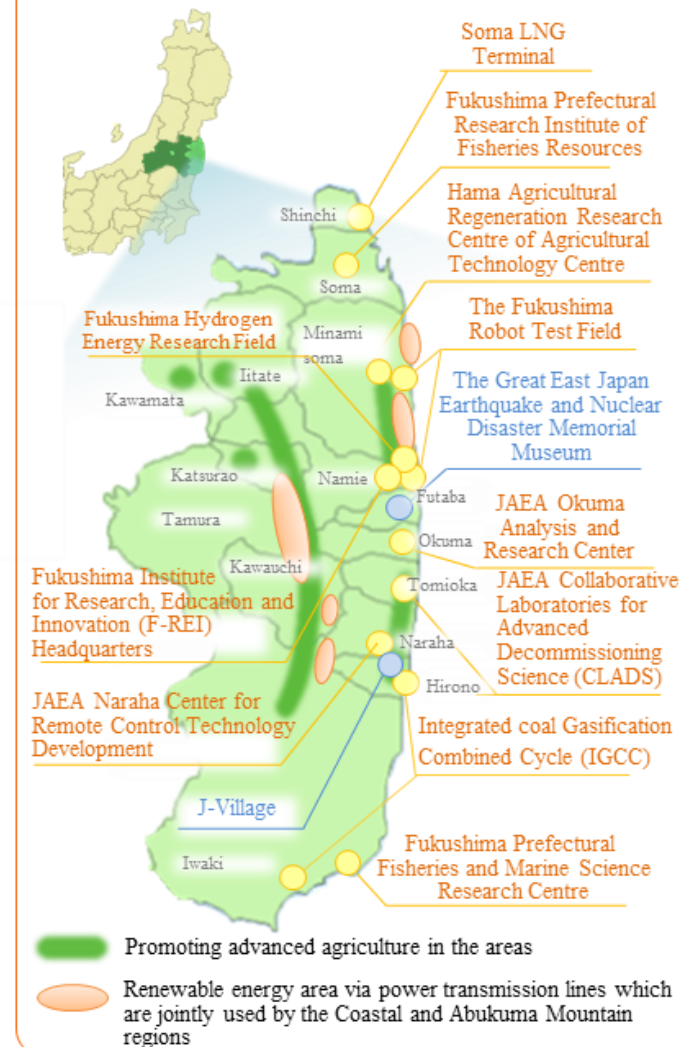 Soma LNG
Terminal
Fukushima Prefectural
Research Institute of
Fisheries Resources
Hama Agricultural
Regeneration Research
Centre of Agricultural
Technology Centre
The Fukushima
Robot Test Field
The Great East Japan
Earthquake and Nuclear
Disaster Memorial
Museum
JAEA Okuma
Analysis and
Research Center
JAEA Collaborative
Laboratories for
Advanced
Decommissioning
Science (CLADS)
Integrated coal Gasification
Combined Cycle (IGCC)
Fukushima Prefectural
Fisheries and Marine Science
Research Centre
Fukushima Hydrogen
Energy Research Field
Fukushima Institute
for Research, Education and
Innovation (F-REI)
Headquarters
JAEA Naraha Center for
Remote Control Technology
Development
J-Village
Shinchi
Soma
Minami
soma
Iitate
Kawamata
Katsurao
Namie
Futaba
Tamura
Okuma
Kawauchi
Tomioka
Naraha
Hirono
Iwaki
Promoting advanced agriculture in the areas
Renewable energy area via power transmission lines which
are jointly used by the Coastal and Abukuma Mountain
regions